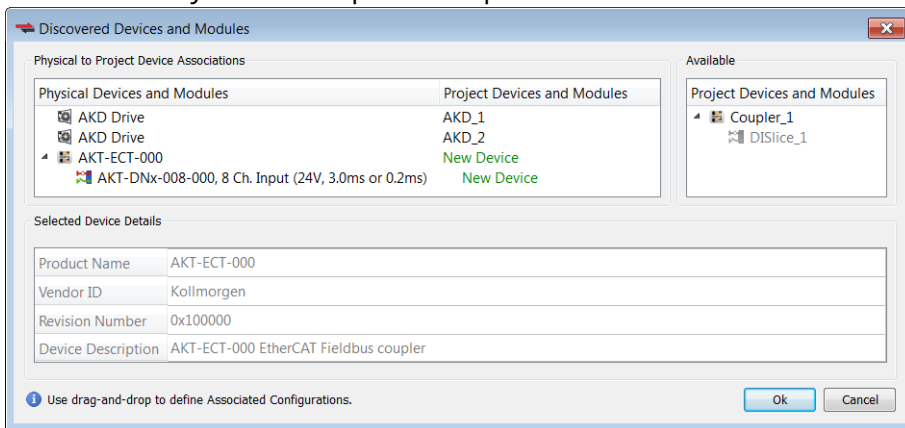 Discovered Devices and Modules
Physical to Project Device Associations
Available
Physical Devices and Modules Project Devices and Modules
Project Devices and Modules
AKD Drive AKD_1
Coupler_1
AKD Drive AKD_2
DISlice_1
AKT-ECT-000 New Device
AKT-DNx-008-000, 8 Ch. Input (24V, 3.0ms or 0.2ms) New Device
Selected Device Details
Product Name AKT-ECT-000
Vendor ID Kollmorgen
Revision Number 0x100000
Device Description AKT-ECT-000 EtherCAT Fieldbus coupler
Use drag-and-drop to define Associated Configurations.
Ok Cancel